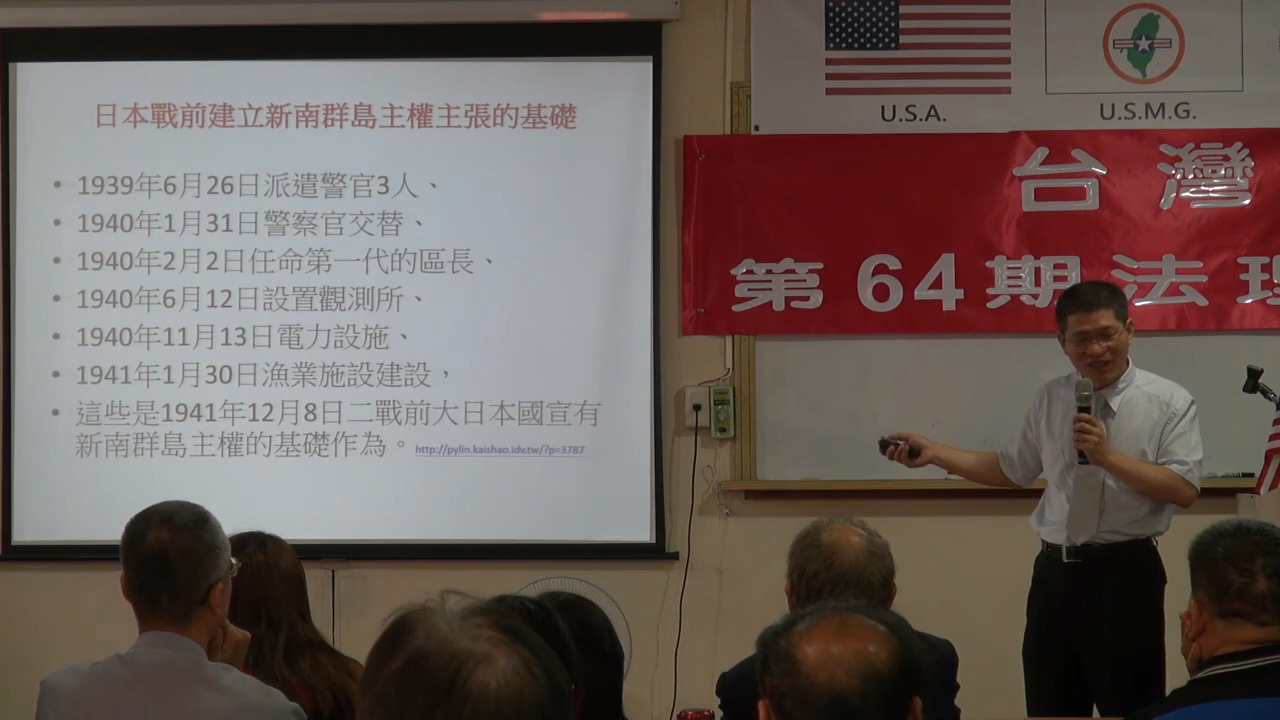 日本戰前建立新南群島主權主張的基礎
• 1939年6月26日派遣警官3人、
• 1940年1月31日警察官交替、
• 1940年2月2日任命第一代的區長、
• 1940年6月12日設置觀測所、
• 1940年11月13日電力設施、
• 1941年1月30日漁業施設建設，
• 這些是1941年12月8日二戰前大日本國宣有
新南群島主權的基礎作為。http://pylin.kaishao.idv.tw/?p=3787
U.S.A.
U.S.M.G.
台灣
第64期法理